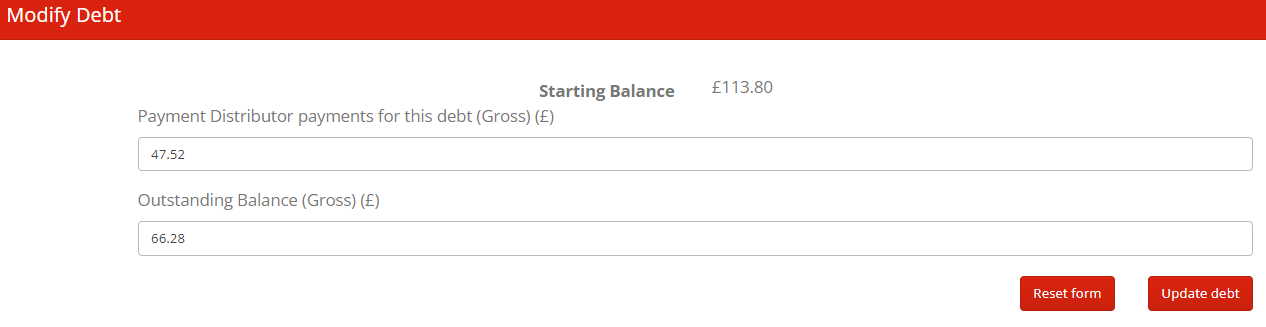 Modify Debt
Starting Balance £113.80
Payment Distributor payments for this debt (Gross) (£)
47.52
Outstanding Balance (Gross) (£)
66.28
Reset form Update debt